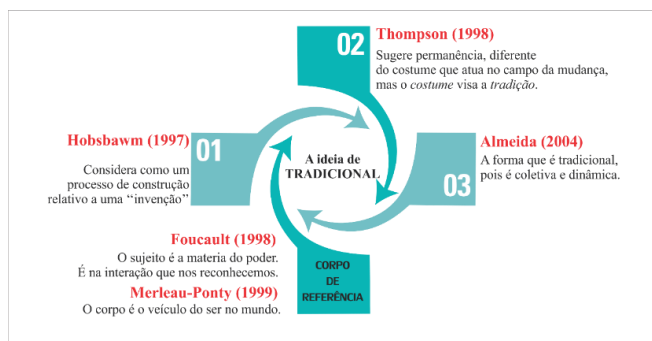 02
Thompson (1998)
Sugere permanência, diferente
do costume que atua no campo da mudança,
mas o costume visa a tradição.
Hobsbawm (1997)
01
Considera como um
processo de construção
relativo a uma “invenção”
A ideia de
TRADICIONAL
Almeida (2004)
A forma que é tradicional,
pois é coletiva e dinâmica.
03
Foucault (1998)
O sujeito é a materia do poder.
É na interação que nos reconhecemos.
Merleau-Ponty (1999)
O corpo é o veículo do ser no mundo.
CORPO
DE
REFERÊNCIA